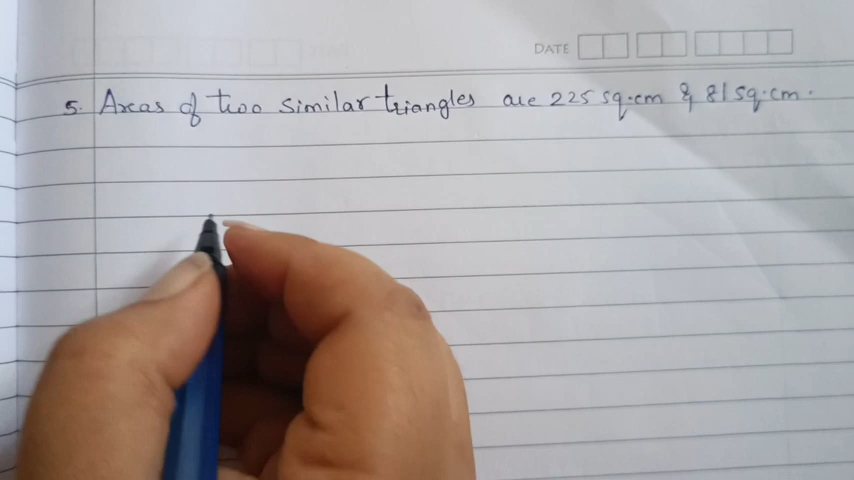 DATE
5. Areas of two similar triangles are 225 sq.cm & 81 sq.cm.